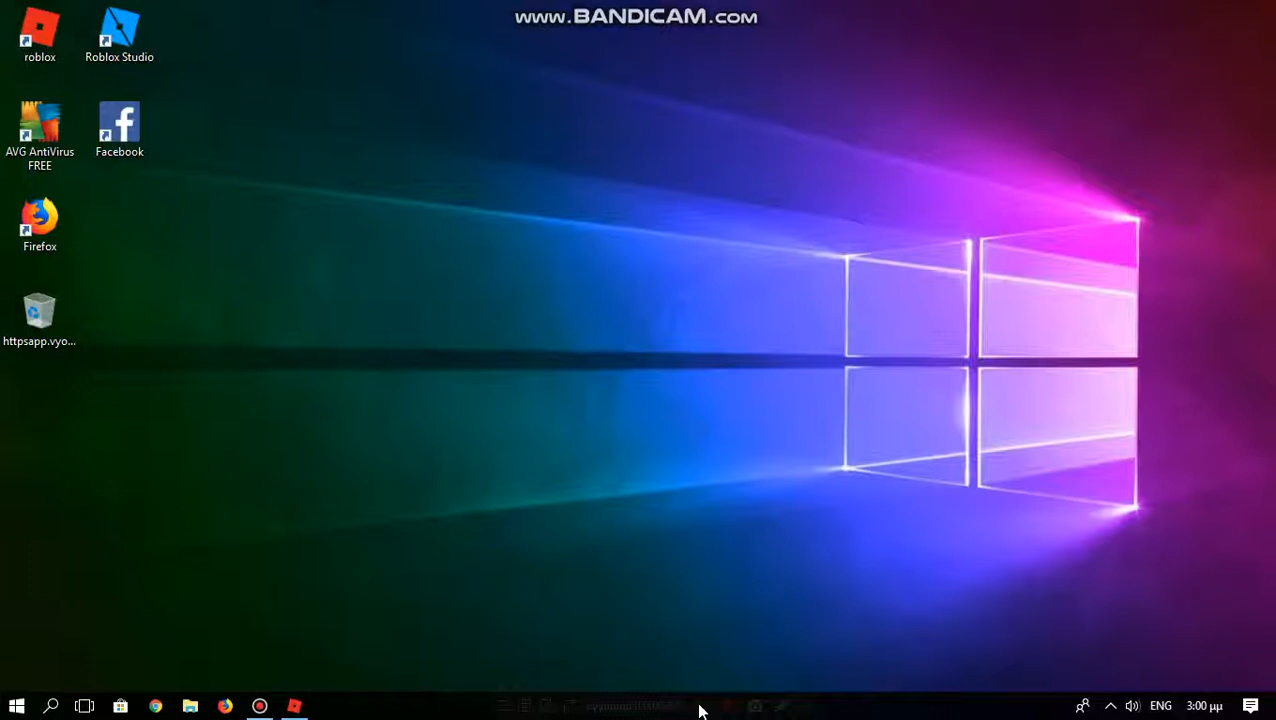 www.BANDICAM.com
roblox
Roblox Studio
AVG AntiVirus
FREE
Facebook
Firefox
httpsapp.vyo...
ENG
3:00 μμ